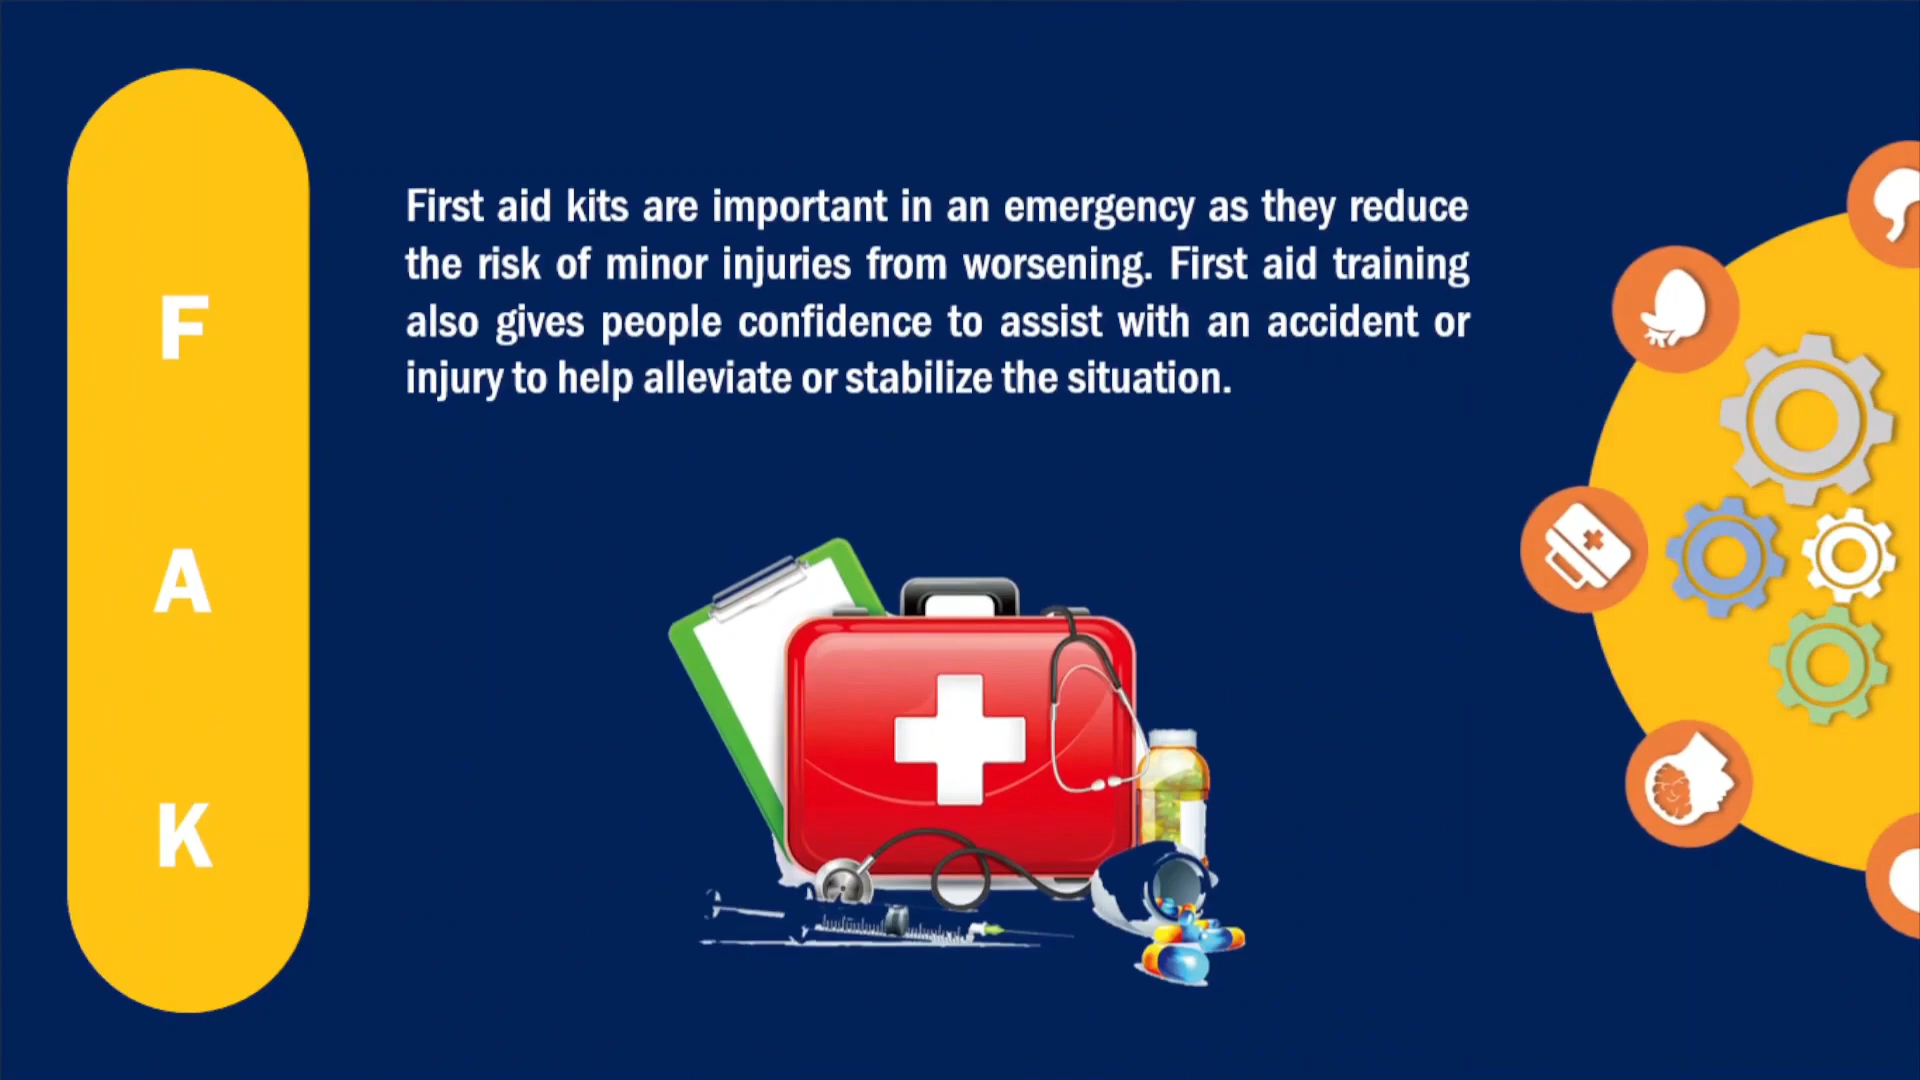 F
A
K
First aid kits are important in an emergency as they reduce
the risk of minor injuries from worsening. First aid training
also gives people confidence to assist with an accident or
injury to help alleviate or stabilize the situation.